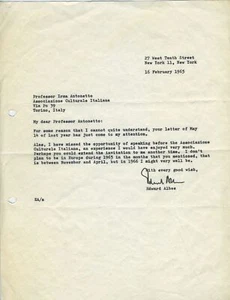 27 West Tenth Street
New York 11, New York
16 February 1965
Professor Irma Antonetto
Associazione Culturale Italiana
Via Po 39
Torino, Italy
My dear Professor Antonetto:
For some reason that I cannot quite understand, your letter of May
14 of last year has just come to my attention.
Alas, I have missed the opportunity of speaking before the Associazione
Culturale Italiana, an experience I would have enjoyed very much.
Perhaps you could extend the invitation to me another time. I don't
plan to be in Europe during 1965 in the months that you mentioned, that
is between November and April, but in 1966 I might very well be.
With every good wish,
Edward Albee
EA/